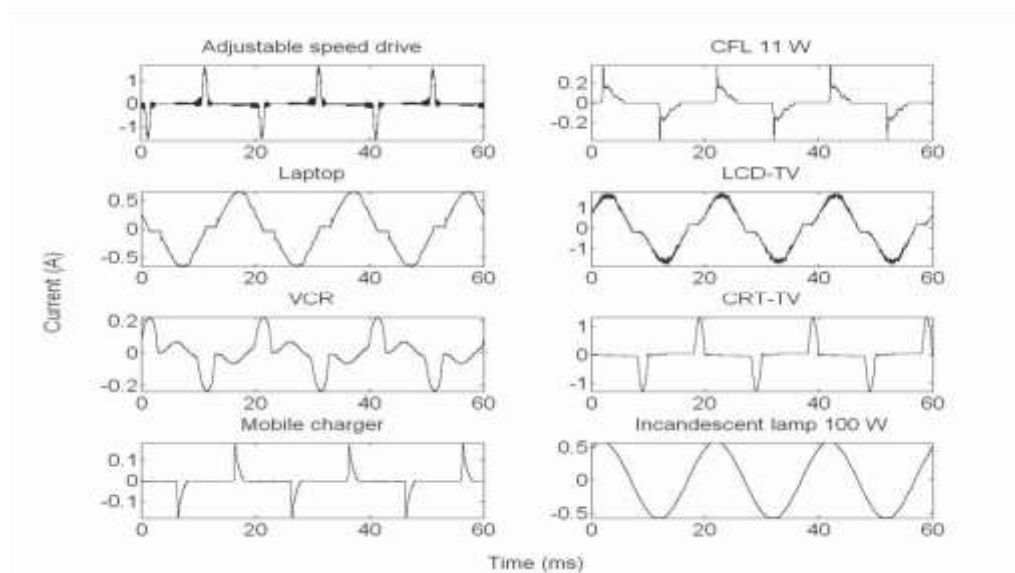 Adjustable speed drive
CFL 11 W
1
0
-1
0 20 40 60
0.2
0
-0.2
0 20 40 60
Laptop
LCD-TV
0.5
0
-0.5
0 20 40 60
1
0
-1
0 20 40 60
VCR
CRT-TV
0.2
0
-0.2
0 20 40 60
1
0
-1
0 20 40 60
Mobile charger
Incandescent lamp 100 W
0.1
0
-0.1
0 20 40 60
0.5
0
-0.5
0 20 40 60
Current (A)
Time (ms)